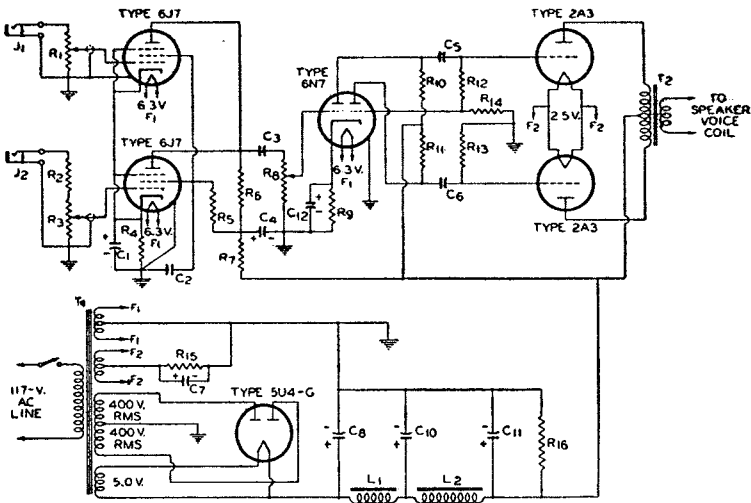 TYPE 6J7
J1
R1
6.3 V.
F1
TYPE 6J7
J2
R2
R3
6.3 V.
F1
R4
C1
C2
R5
C3
R6
R8
C4
R7
C12
R9
TYPE
6N7
6.3 V.
F1
C5
R10
R12
R14
R11
R13
C6
TYPE 2A3
F2
2.5 V.
F2
TYPE 2A3
T2
TO
SPEAKER
VOICE
COIL
117-V.
AC
LINE
F1
F1
F2
F2
R15
C7
TYPE 5U4-G
400 V.
RMS
400 V.
RMS
5.0 V.
C8
C10
C11
R16
L1
L2